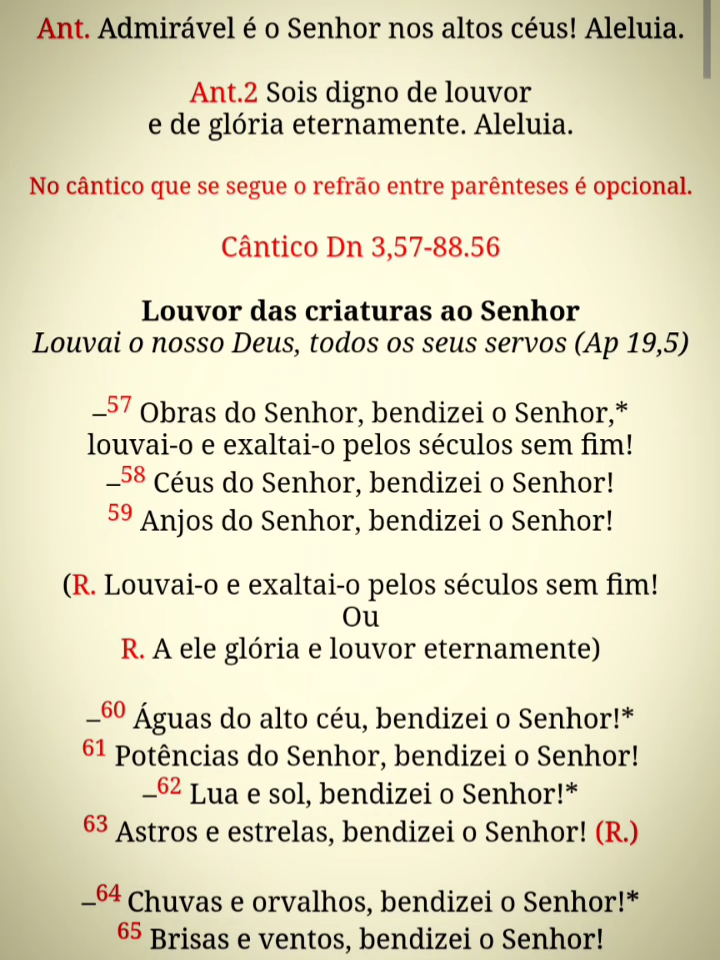 Ant. Admirável é o Senhor nos altos céus! Aleluia.
Ant.2 Sois digno de louvor
e de glória eternamente. Aleluia.
No cântico que se segue o refrão entre parênteses é opcional.
Cântico Dn 3,57-88.56
Louvor das criaturas ao Senhor
Louvai o nosso Deus, todos os seus servos (Ap 19,5)
–57 Obras do Senhor, bendizei o Senhor,*
louvai-o e exaltai-o pelos séculos sem fim!
–58 Céus do Senhor, bendizei o Senhor!
59 Anjos do Senhor, bendizei o Senhor!
(R. Louvai-o e exaltai-o pelos séculos sem fim!
Ou
R. A ele glória e louvor eternamente)
–60 Águas do alto céu, bendizei o Senhor!*
61 Potências do Senhor, bendizei o Senhor!
–62 Lua e sol, bendizei o Senhor!*
63 Astros e estrelas, bendizei o Senhor! (R.)
–64 Chuvas e orvalhos, bendizei o Senhor!*
65 Brisas e ventos, bendizei o Senhor!